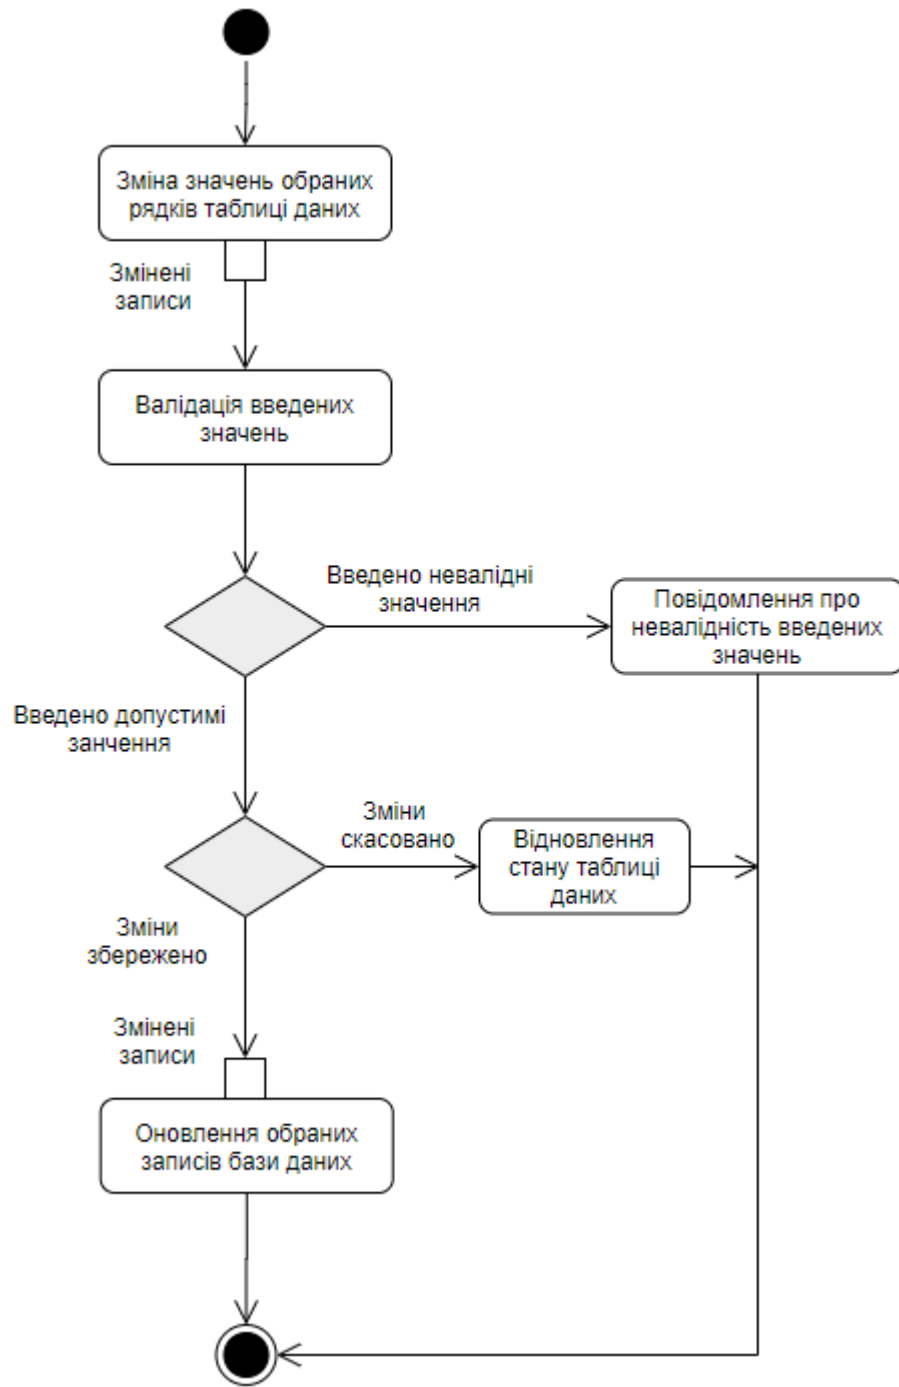 Зміна значень обраних
рядків таблиці даних
Змінені
записи
Валідація введених
значень
Введено невалідні
значення
Повідомлення про
невалідність введених
значень
Введено допустимі
занчення
Зміни
скасовано
Відновлення
стану таблиці
даних
Зміни
збережено
Змінені
записи
Оновлення обраних
записів бази даних